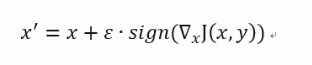 x′ = x + ε · sign(∇ₓJ(x, y))